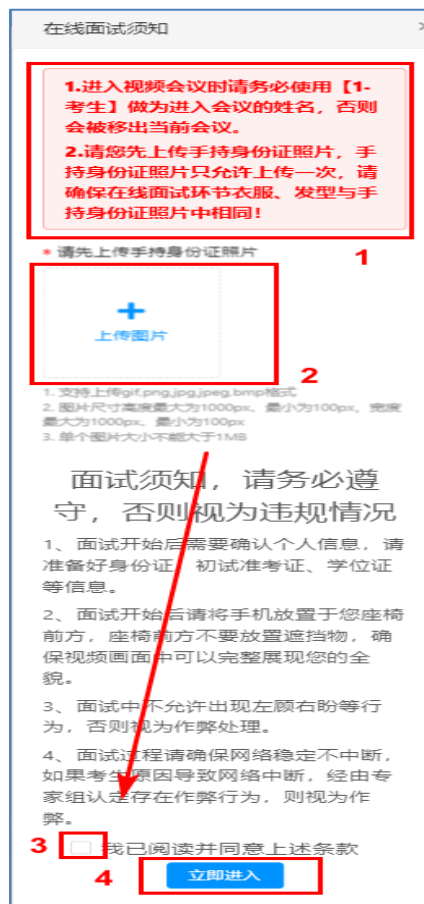 在线面试须知
×
1.进入视频会议时请务必使用【1-
考生】做为进入会议的姓名，否则
会被移出当前会议。
2.请您先上传手持身份证照片，手
持身份证照片只允许上传一次，请
确保在线面试环节衣服、发型与手
持身份证照片中相同！
1
* 请先上传手持身份证照片
+
上传图片
2
1. 支持上传gif,png,jpg,jpeg,bmp格式
2. 图片尺寸高度最大为1000px、最小为100px，宽度
最大为1000px、最小为100px
3. 单个图片大小不能大于1MB
面试须知，请务必遵
守，否则视为违规情况
1、面试开始后需要确认个人信息，请
准备好身份证、初试准考证、学位证
等信息。
2、面试开始后请将手机放置于您座椅
前方，座椅前方不要放置遮挡物，确
保视频画面中可以完整展现您的全
貌。
3、面试中不允许出现左顾右盼等行
为，否则视为作弊处理。
4、面试过程请确保网络稳定不中断，
如果考生原因导致网络中断，经由专
家组认定存在作弊行为，则视为作
弊。
3 我已阅读并同意上述条款
4 立即进入